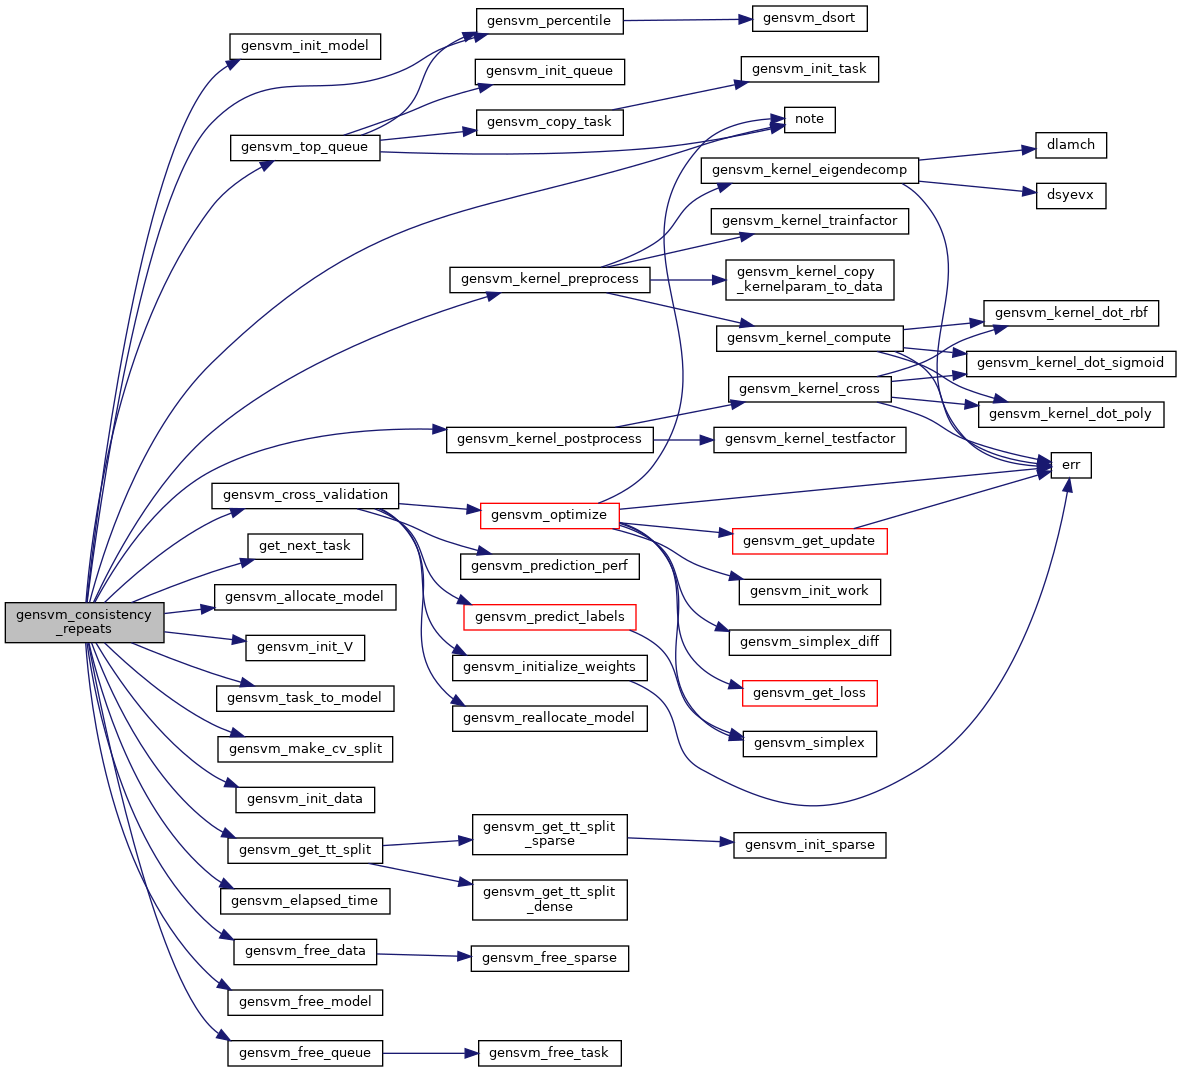 gensvm_consistency
_repeats
gensvm_init_model
gensvm_top_queue
gensvm_cross_validation
get_next_task
gensvm_allocate_model
gensvm_init_V
gensvm_task_to_model
gensvm_make_cv_split
gensvm_init_data
gensvm_get_tt_split
gensvm_elapsed_time
gensvm_free_data
gensvm_free_model
gensvm_free_queue
gensvm_percentile
gensvm_init_queue
gensvm_copy_task
gensvm_kernel_preprocess
gensvm_kernel_postprocess
gensvm_optimize
gensvm_prediction_perf
gensvm_predict_labels
gensvm_initialize_weights
gensvm_reallocate_model
gensvm_get_tt_split
_sparse
gensvm_get_tt_split
_dense
gensvm_free_sparse
gensvm_free_task
gensvm_dsort
gensvm_init_task
note
gensvm_kernel_eigendecomp
gensvm_kernel_trainfactor
gensvm_kernel_copy
_kernelparam_to_data
gensvm_kernel_compute
gensvm_kernel_cross
gensvm_kernel_testfactor
gensvm_get_update
gensvm_init_work
gensvm_simplex_diff
gensvm_get_loss
gensvm_simplex
gensvm_init_sparse
dlamch
dsyevx
gensvm_kernel_dot_rbf
gensvm_kernel_dot_sigmoid
gensvm_kernel_dot_poly
err